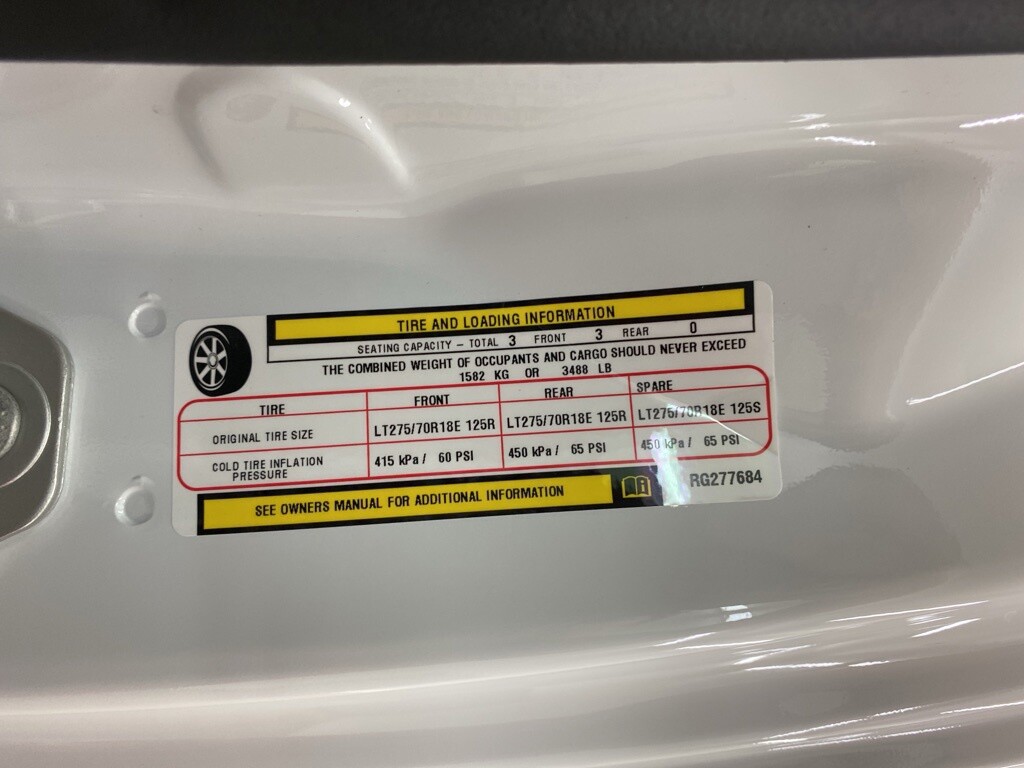 TIRE AND LOADING INFORMATION
SEATING CAPACITY – TOTAL 3 FRONT 3 REAR 0
THE COMBINED WEIGHT OF OCCUPANTS AND CARGO SHOULD NEVER EXCEED
1582 KG OR 3488 LB
TIRE FRONT REAR SPARE
ORIGINAL TIRE SIZE LT275/70R18E 125R LT275/70R18E 125R LT275/70R18E 125S
COLD TIRE INFLATION PRESSURE 415 kPa / 60 PSI 450 kPa / 65 PSI 450 kPa / 65 PSI
SEE OWNERS MANUAL FOR ADDITIONAL INFORMATION
RG277684